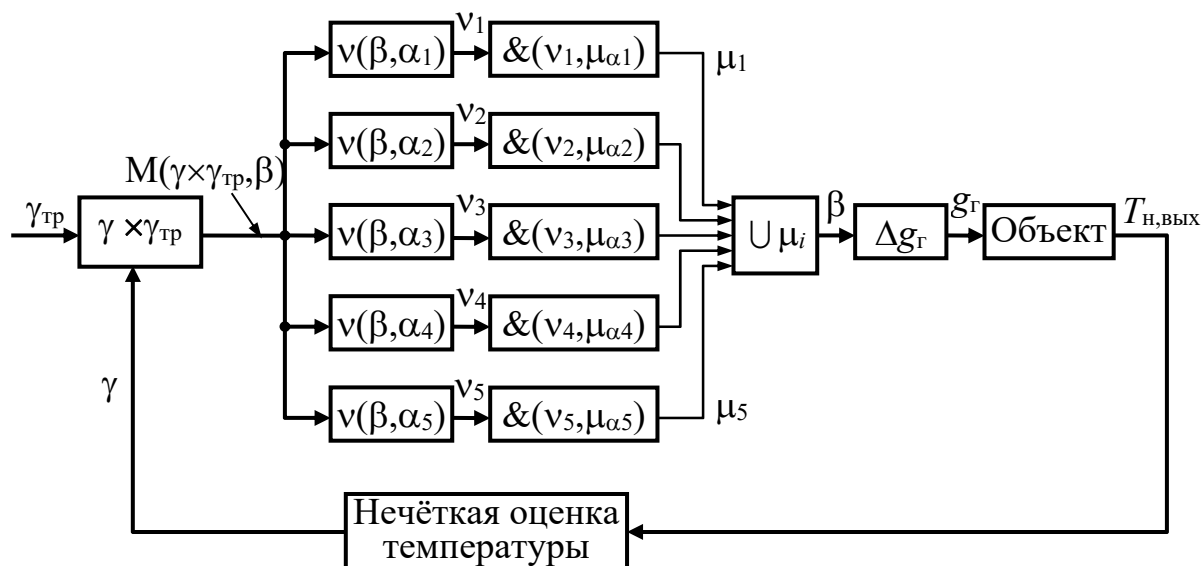 ν₁
ν(β,α₁)
&(ν₁,μα₁)
μ₁
ν₂
ν(β,α₂)
&(ν₂,μα₂)
M(γ×γтр,β)
γтр
γ ×γтр
ν₃
ν(β,α₃)
&(ν₃,μα₃)
∪ μᵢ
β
Δgг
gг
Объект
Tн,вых
ν₄
ν(β,α₄)
&(ν₄,μα₄)
γ
ν₅
ν(β,α₅)
&(ν₅,μα₅)
μ₅
Нечёткая оценка
температуры